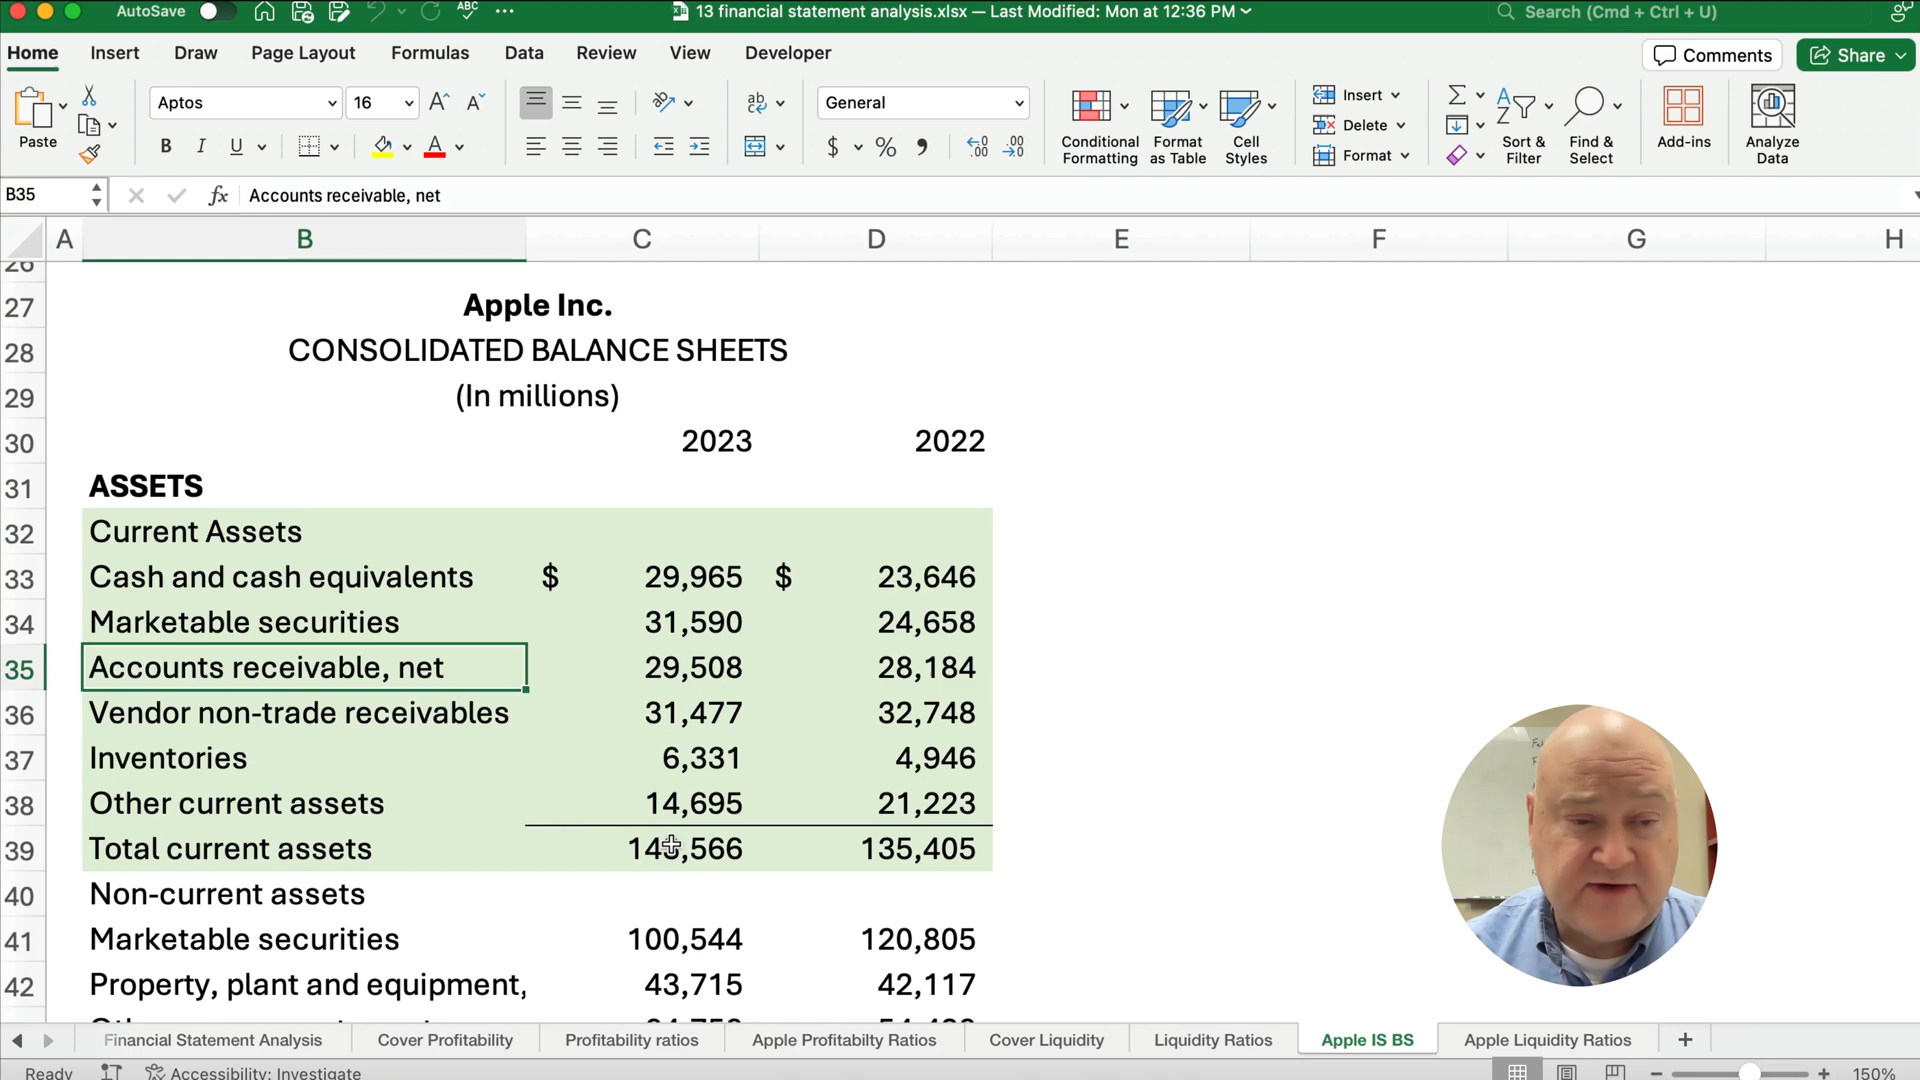 AutoSave
ABC
13 financial statement analysis.xlsx — Last Modified: Mon at 12:36 PM
Search (Cmd + Ctrl + U)
Home Insert Draw Page Layout Formulas Data Review View Developer
Comments
Share
Paste
Aptos
16
A A
B I U
A
ab
General
$ % 9
Conditional Formatting
Format as Table
Cell Styles
Insert
Delete
Format
Sort & Filter
Find & Select
Add-ins
Analyze Data
B35
fx
Accounts receivable, net
A B C D E F G H
26
27 Apple Inc.
28 CONSOLIDATED BALANCE SHEETS
29 (In millions)
30 2023 2022
31 ASSETS
32 Current Assets
33 Cash and cash equivalents $ 29,965 $ 23,646
34 Marketable securities 31,590 24,658
35 Accounts receivable, net 29,508 28,184
36 Vendor non-trade receivables 31,477 32,748
37 Inventories 6,331 4,946
38 Other current assets 14,695 21,223
39 Total current assets 143,566 135,405
40 Non-current assets
41 Marketable securities 100,544 120,805
42 Property, plant and equipment, 43,715 42,117
Financial Statement Analysis Cover Profitability Profitability ratios Apple Profitabilty Ratios Cover Liquidity Liquidity Ratios Apple IS BS Apple Liquidity Ratios +
Ready Accessibility: Investigate 150%